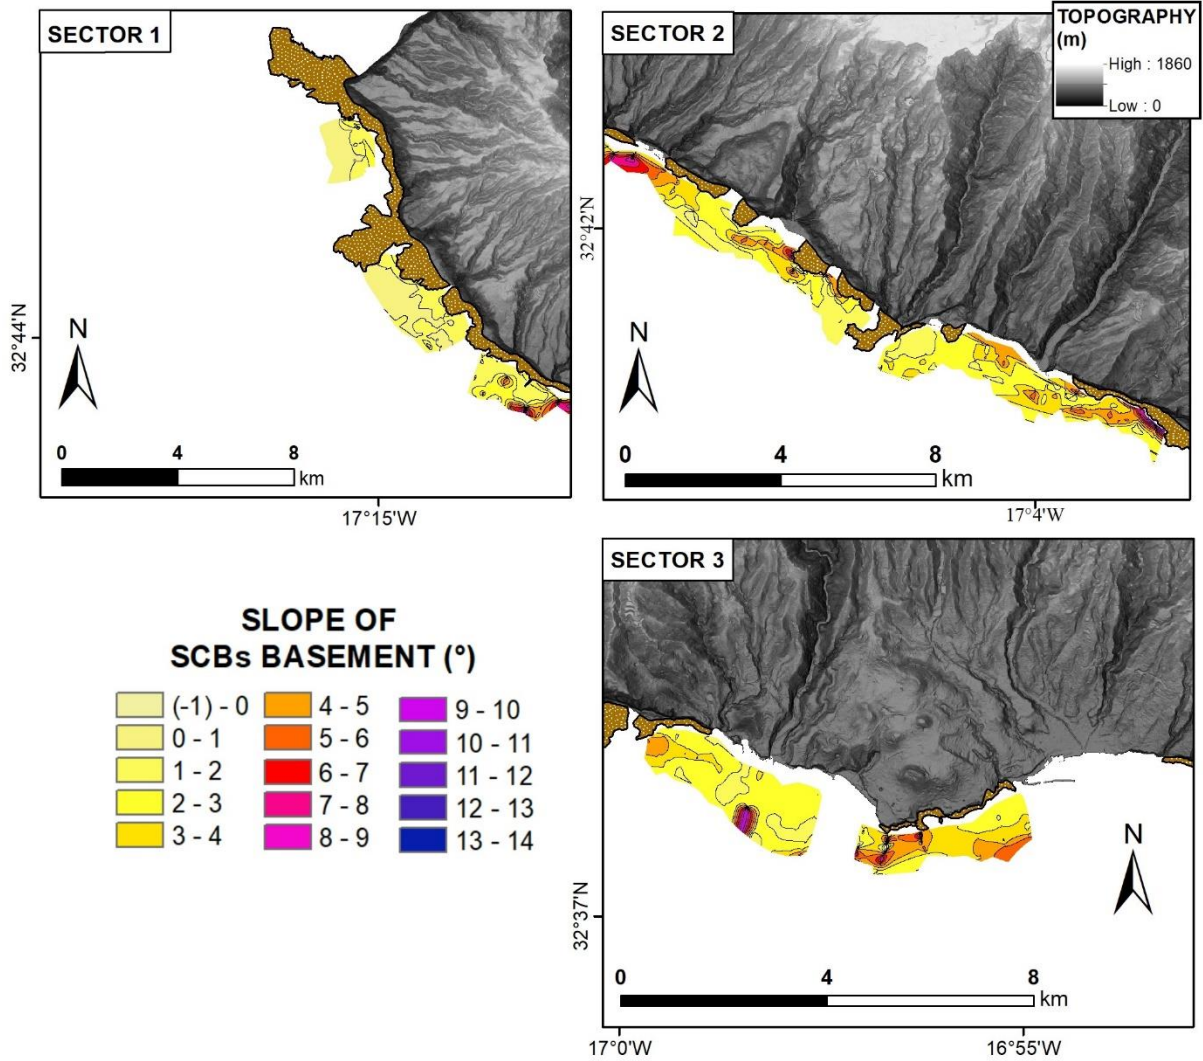 SECTOR 1
N
32°44'N
0 4 8
km
17°15'W
SECTOR 2
TOPOGRAPHY
(m)
High : 1860
Low : 0
32°42'N
N
0 4 8
km
17°4'W
SLOPE OF
SCBs BASEMENT (°)
(-1) - 0
0 - 1
1 - 2
2 - 3
3 - 4
4 - 5
5 - 6
6 - 7
7 - 8
8 - 9
9 - 10
10 - 11
11 - 12
12 - 13
13 - 14
SECTOR 3
N
32°37'N
0 4 8
km
17°0'W 16°55'W